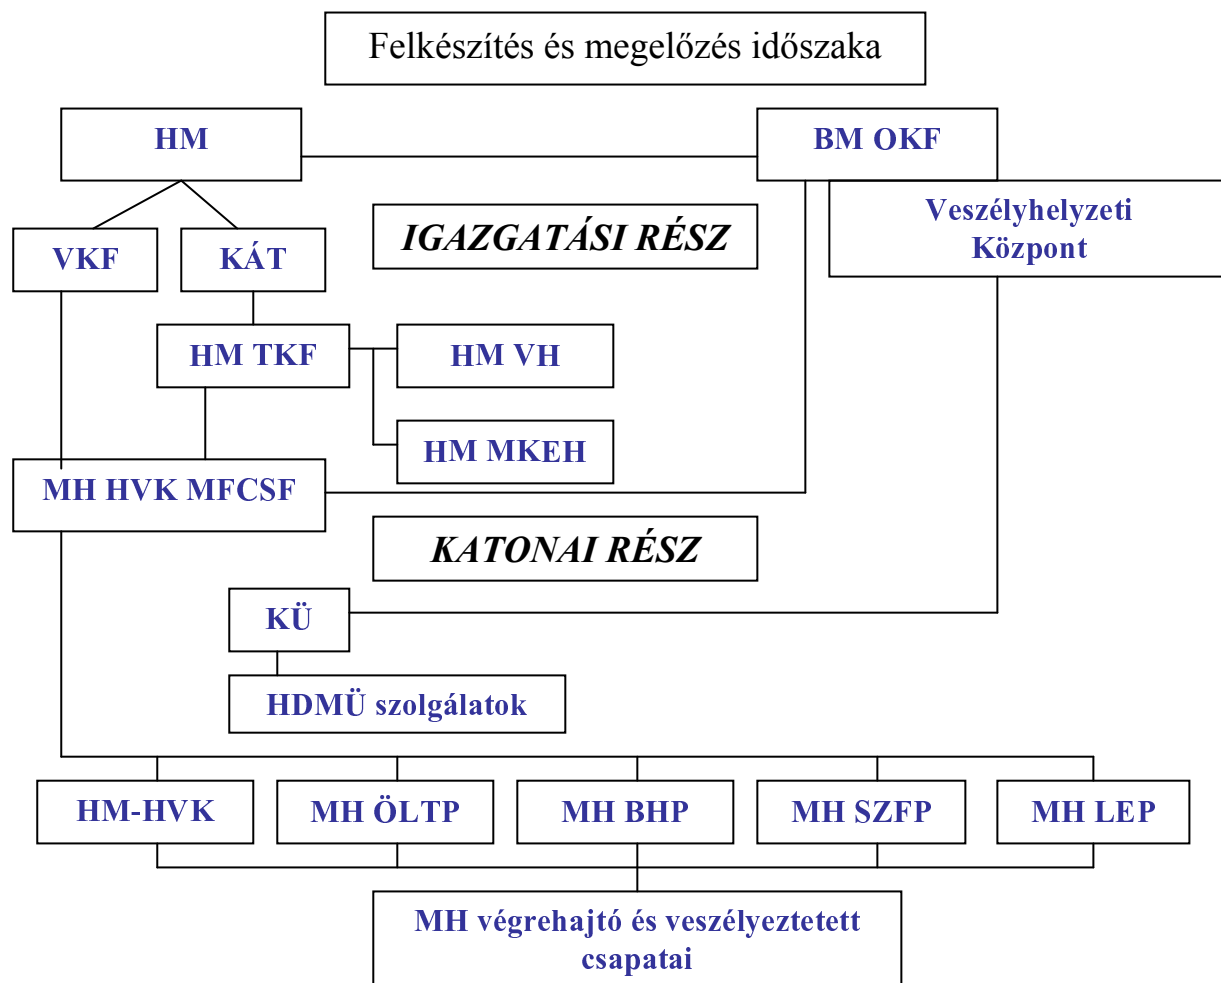 Felkészítés és megelőzés időszaka
HM
BM OKF
Veszélyhelyzeti
Központ
IGAZGATÁSI RÉSZ
VKF
KÁT
HM TKF
HM VH
HM MKEH
MH HVK MFCSF
KATONAI RÉSZ
KÜ
HDMÜ szolgálatok
HM-HVK
MH ÖLTP
MH BHP
MH SZFP
MH LEP
MH végrehajtó és veszélyeztetett
csapatai